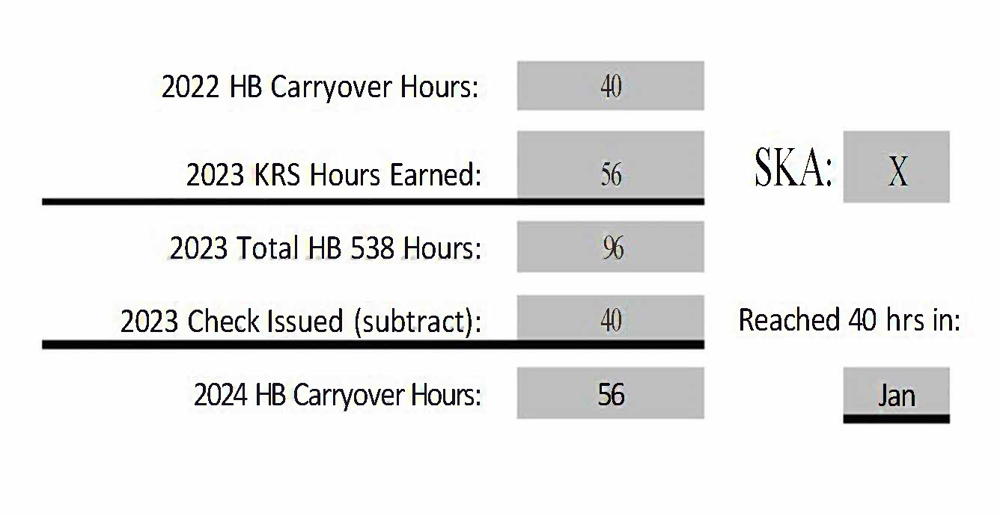 2022 HB Carryover Hours: 40
2023 KRS Hours Earned: 56 SKA: X
2023 Total HB 538 Hours: 96
2023 Check Issued (subtract): 40 Reached 40 hrs in:
2024 HB Carryover Hours: 56 Jan